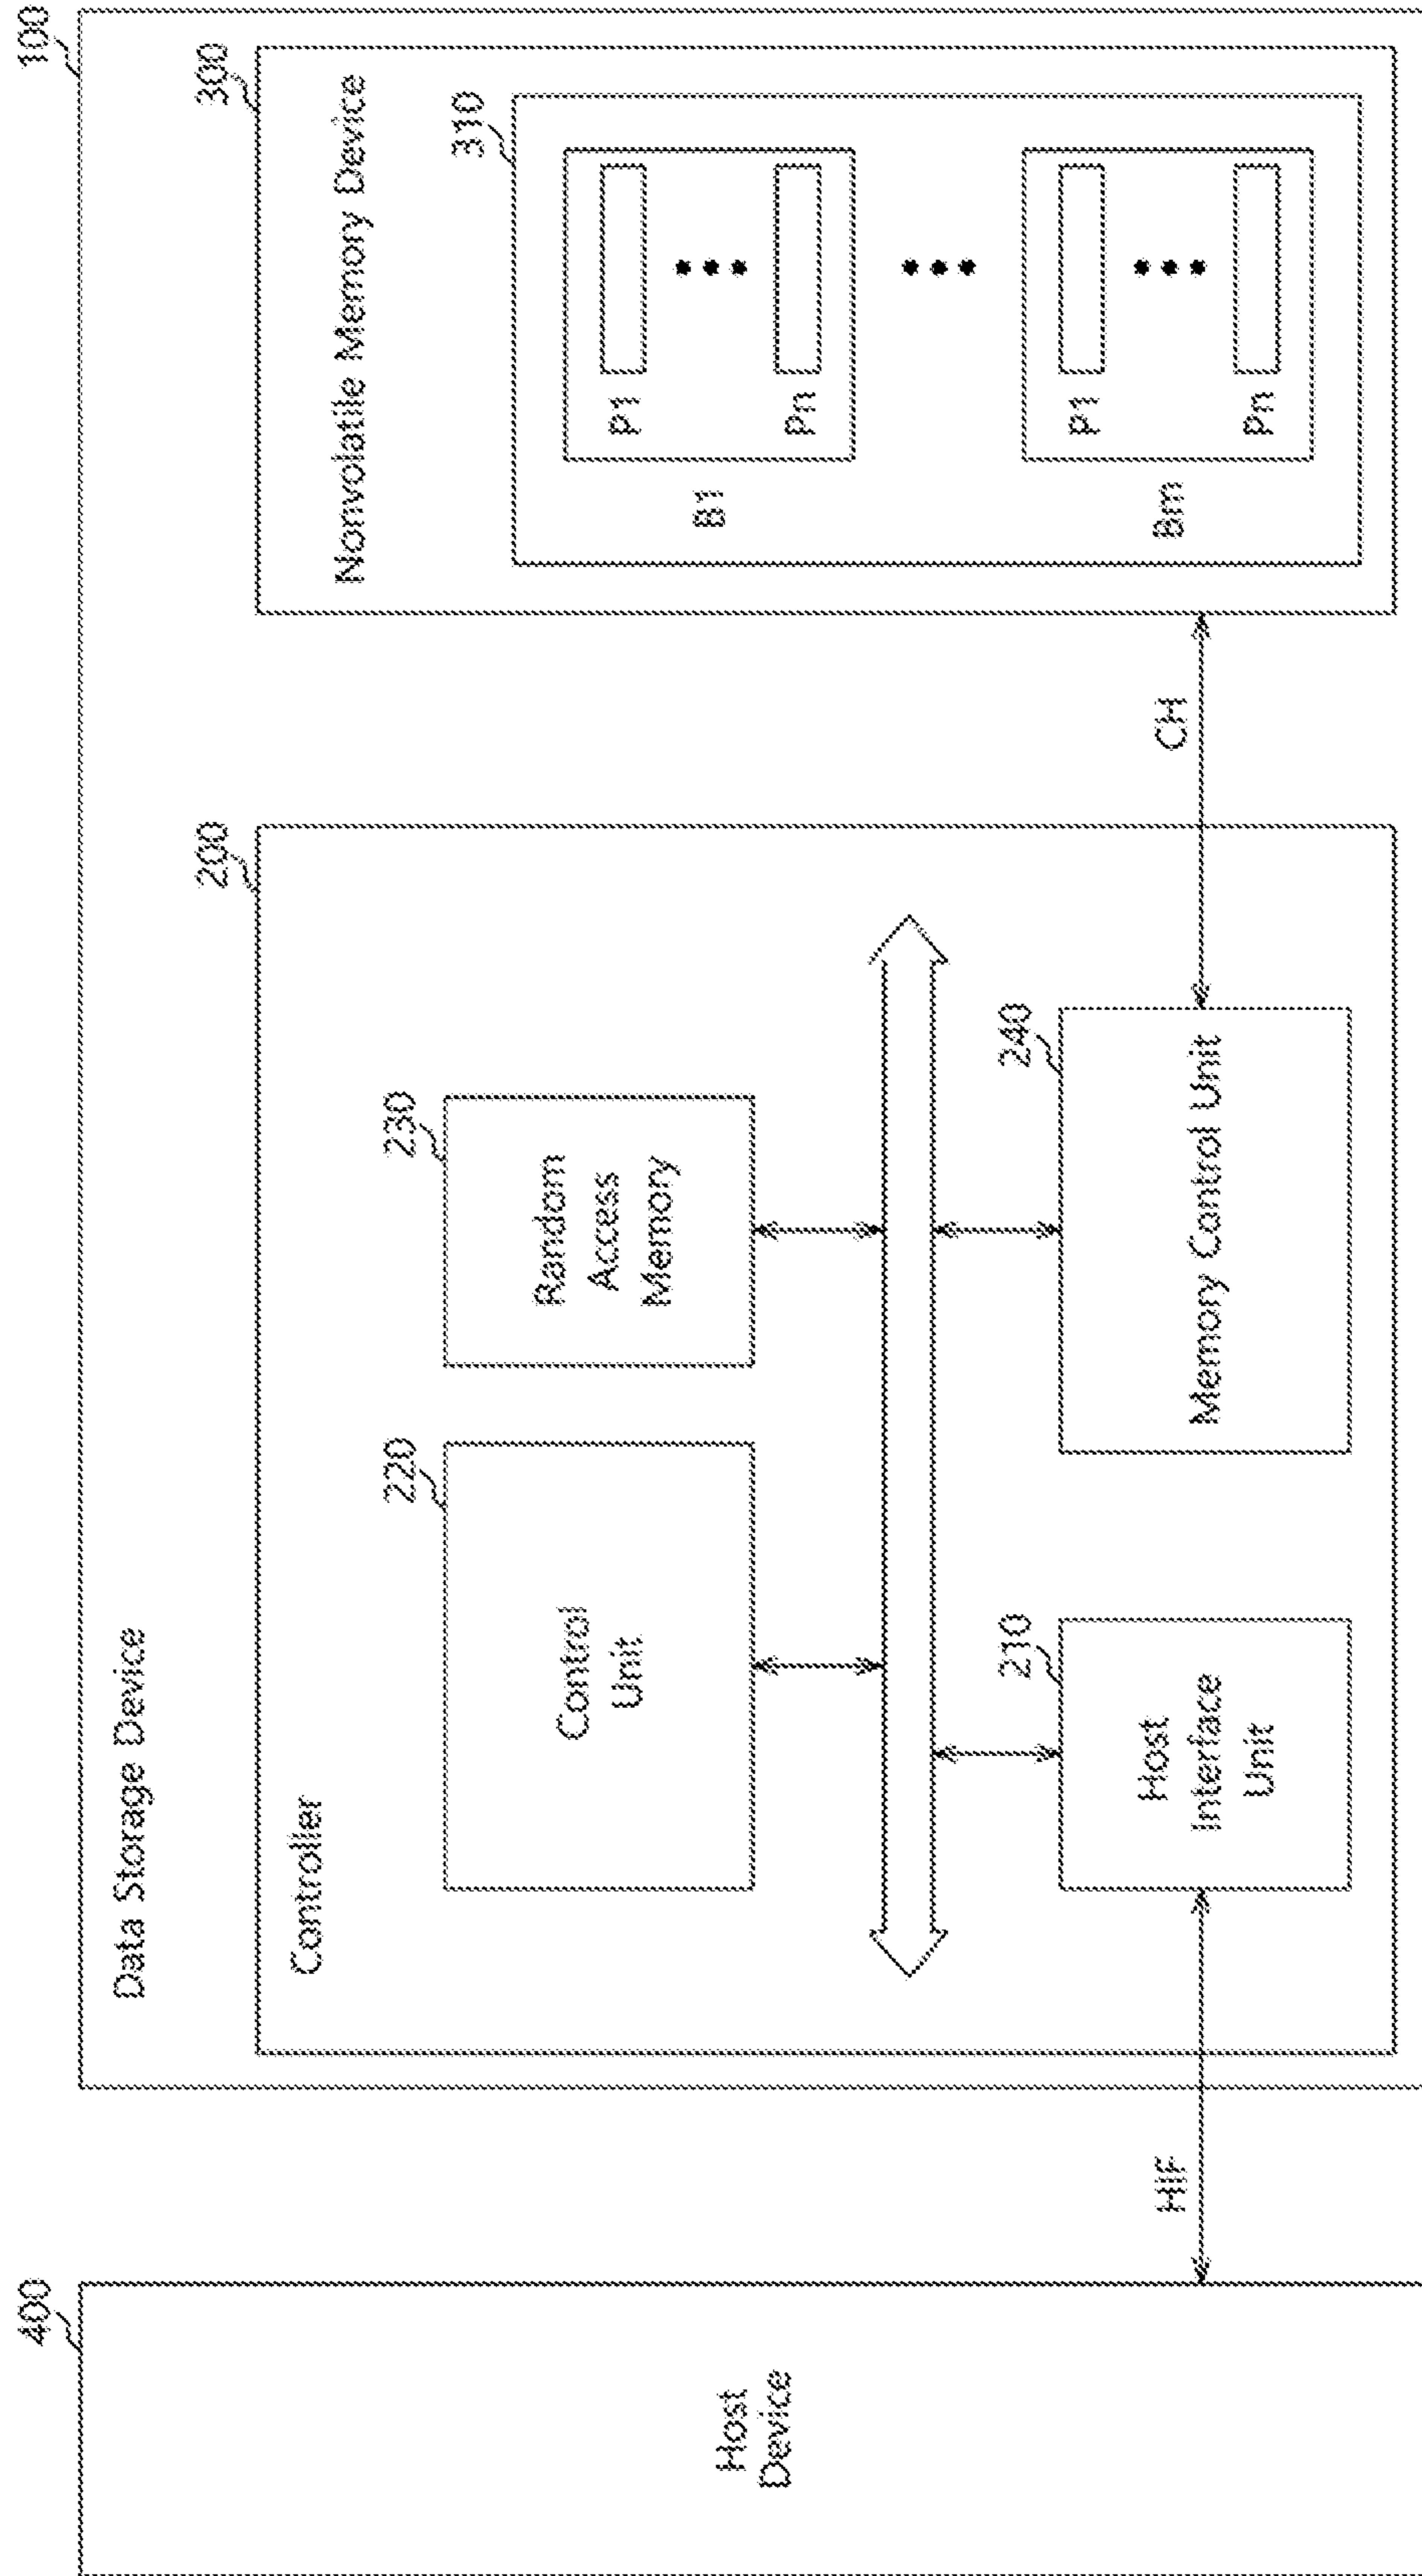 100
Data Storage Device
400
200
300
Controller
Nonvolatile Memory Device
220
230
310
Control
Unit
Random
Access
Memory
P1
Pn
B1
Host
Device
210
240
Host
Interface
Unit
Memory Control Unit
P1
Pn
Bm
HIF
CH